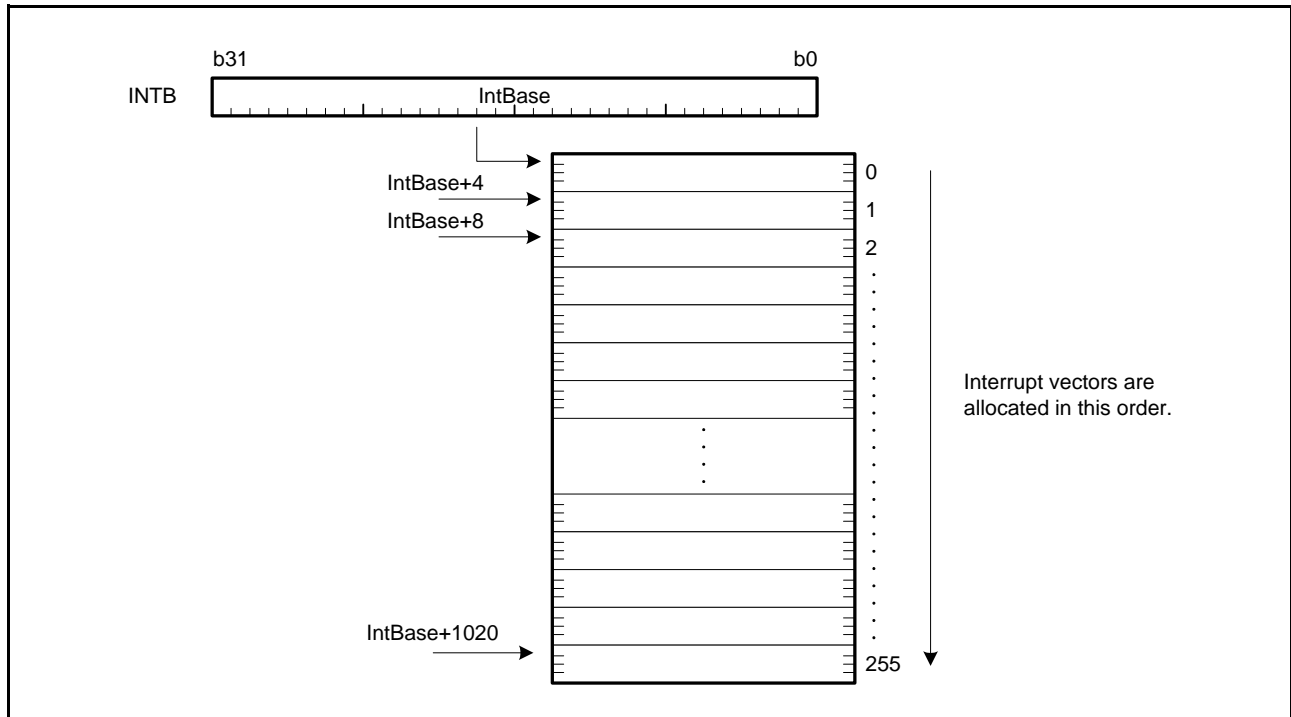 b31 b0
INTB IntBase
0
IntBase+4
1
IntBase+8
2
Interrupt vectors are
allocated in this order.
IntBase+1020
255